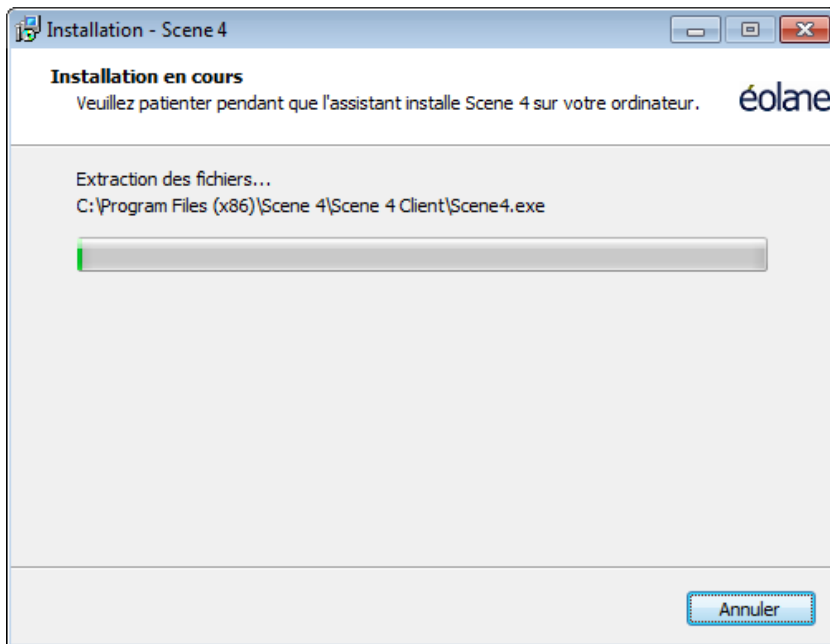 Installation - Scene 4
Installation en cours
Veuillez patienter pendant que l'assistant installe Scene 4 sur votre ordinateur.
éolane
Extraction des fichiers...
C:\Program Files (x86)\Scene 4\Scene 4 Client\Scene4.exe
Annuler